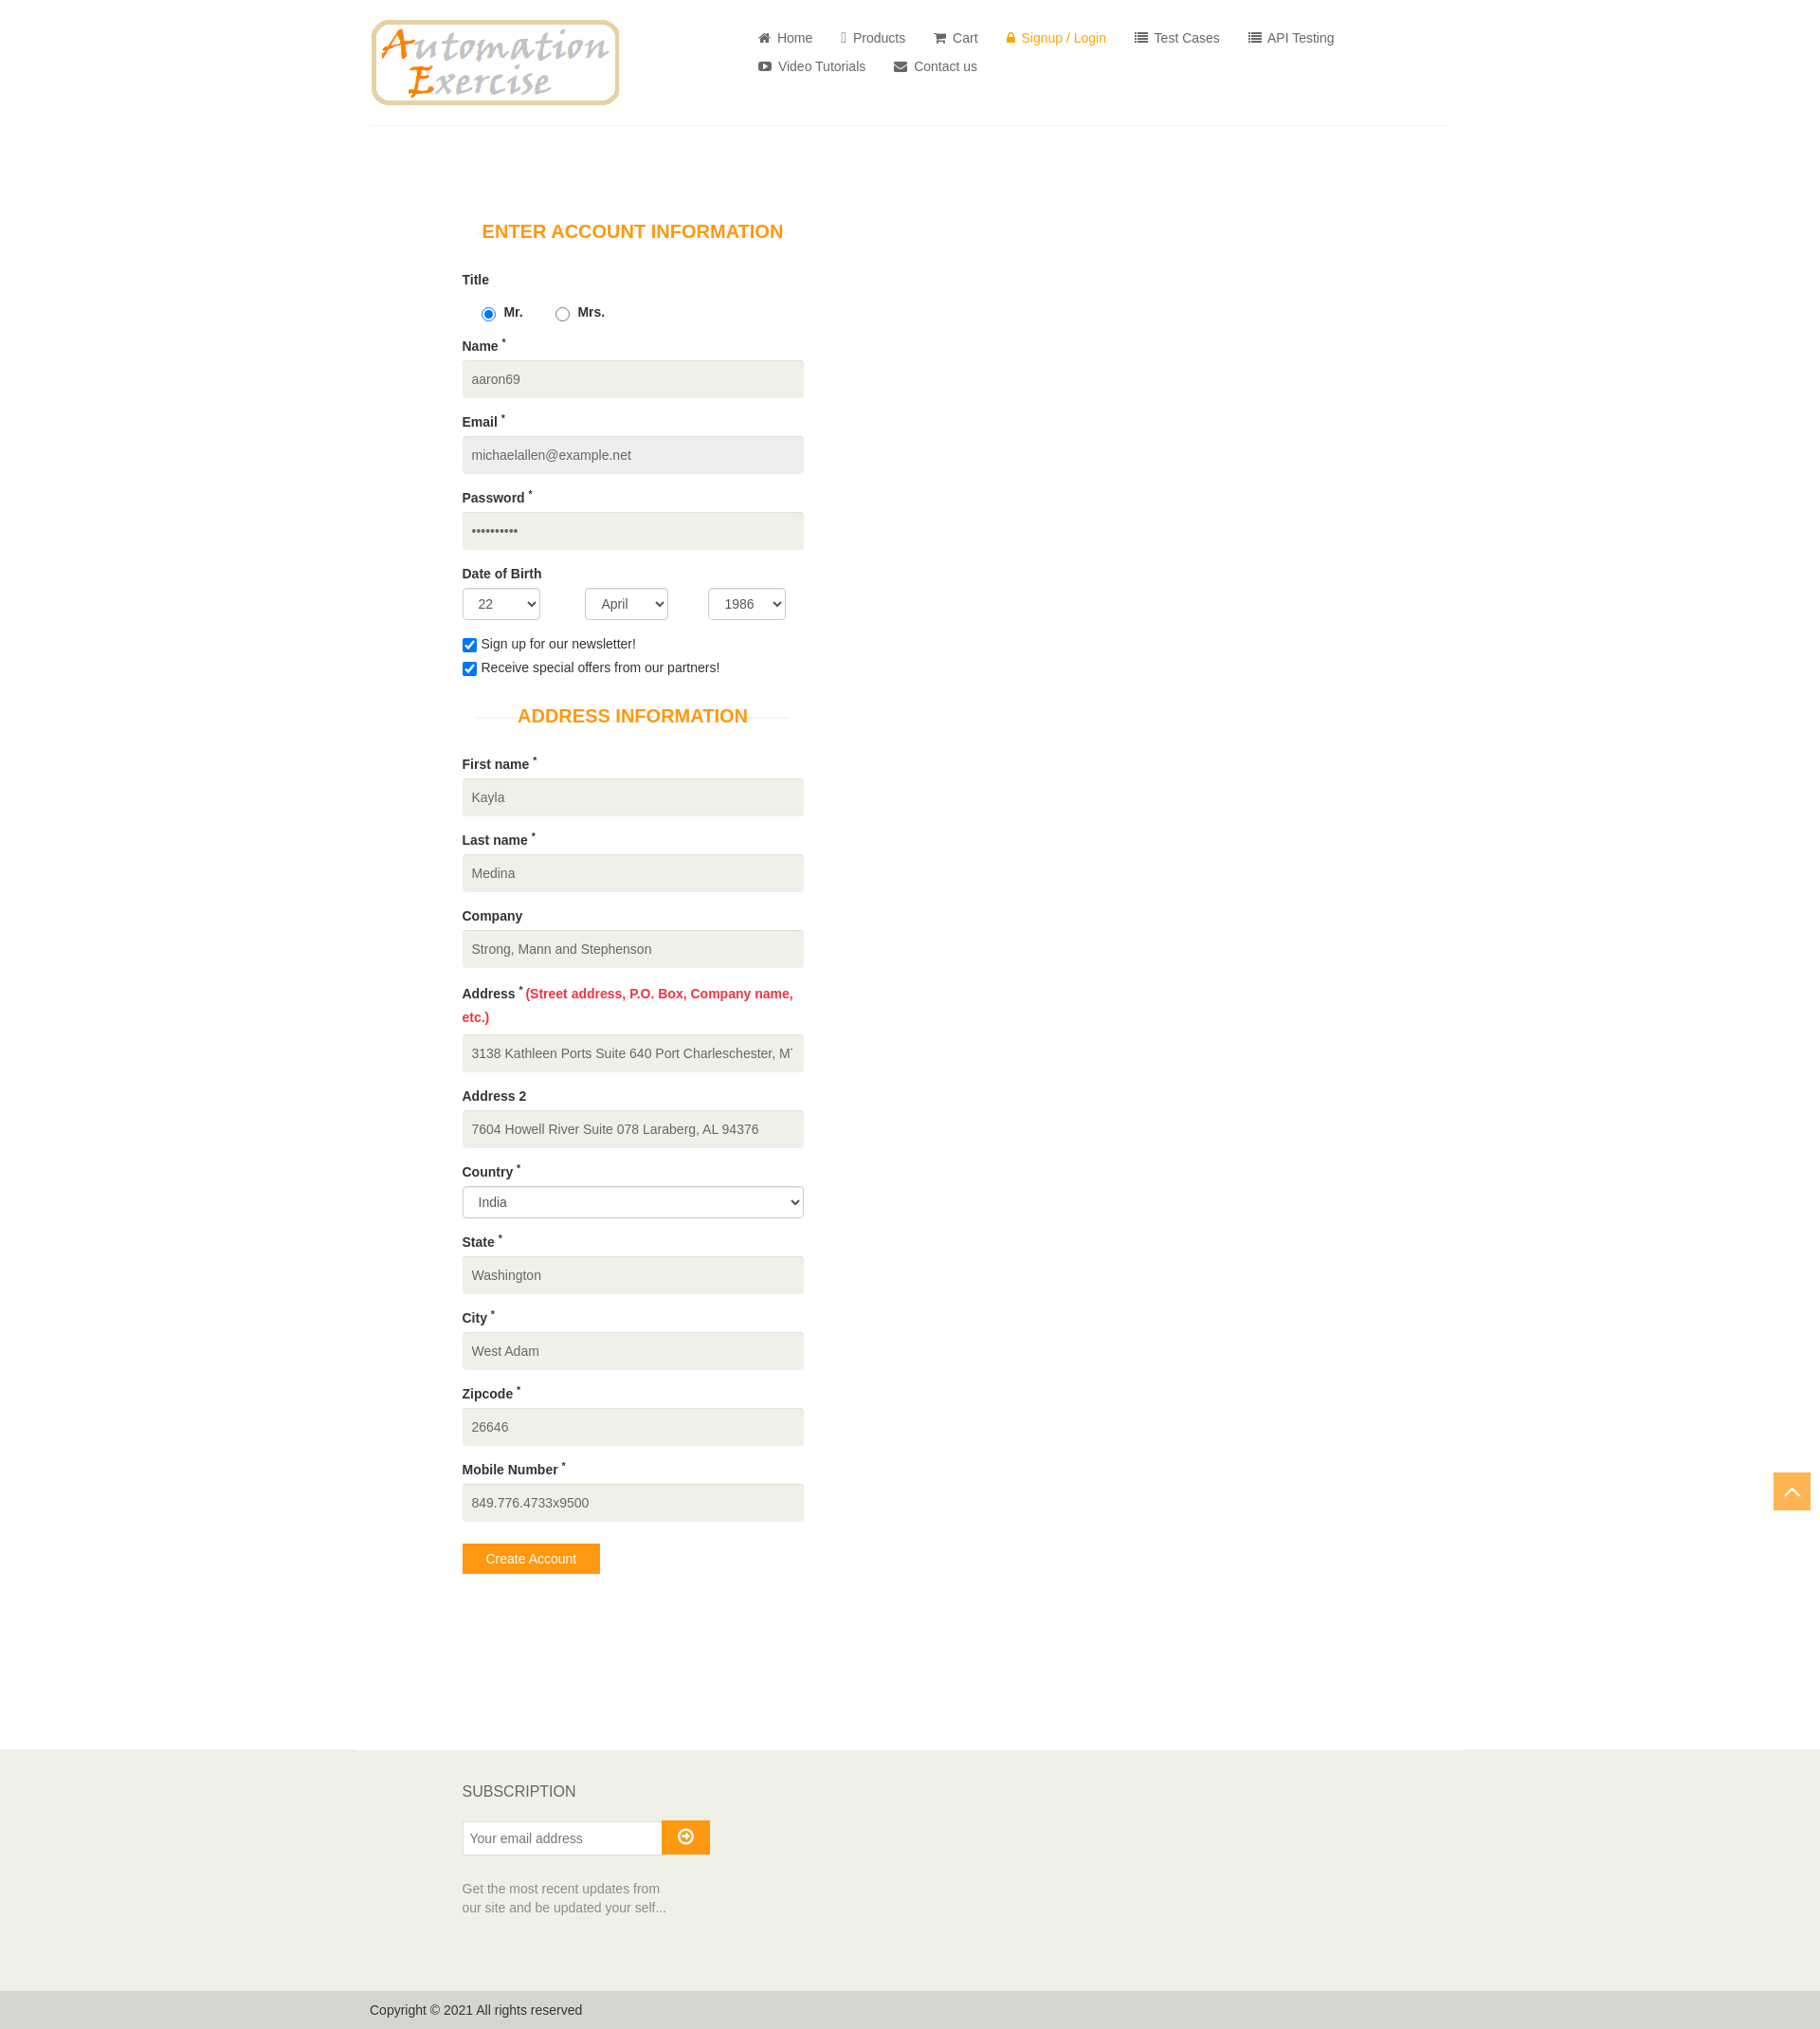 Automation
Exercise
Home Products Cart Signup / Login Test Cases API Testing
Video Tutorials Contact us
ENTER ACCOUNT INFORMATION
Title
Mr. Mrs.
Name *
aaron69
Email *
michaelallen@example.net
Password *
••••••••••
Date of Birth
22 April 1986
Sign up for our newsletter!
Receive special offers from our partners!
ADDRESS INFORMATION
First name *
Kayla
Last name *
Medina
Company
Strong, Mann and Stephenson
Address * (Street address, P.O. Box, Company name,
etc.)
3138 Kathleen Ports Suite 640 Port Charleschester,
Address 2
7604 Howell River Suite 078 Laraberg, AL 94376
Country *
India
State *
Washington
City *
West Adam
Zipcode *
26646
Mobile Number *
849.776.4733x9500
Create Account
SUBSCRIPTION
Your email address
Get the most recent updates from
our site and be updated your self...
Copyright © 2021 All rights reserved